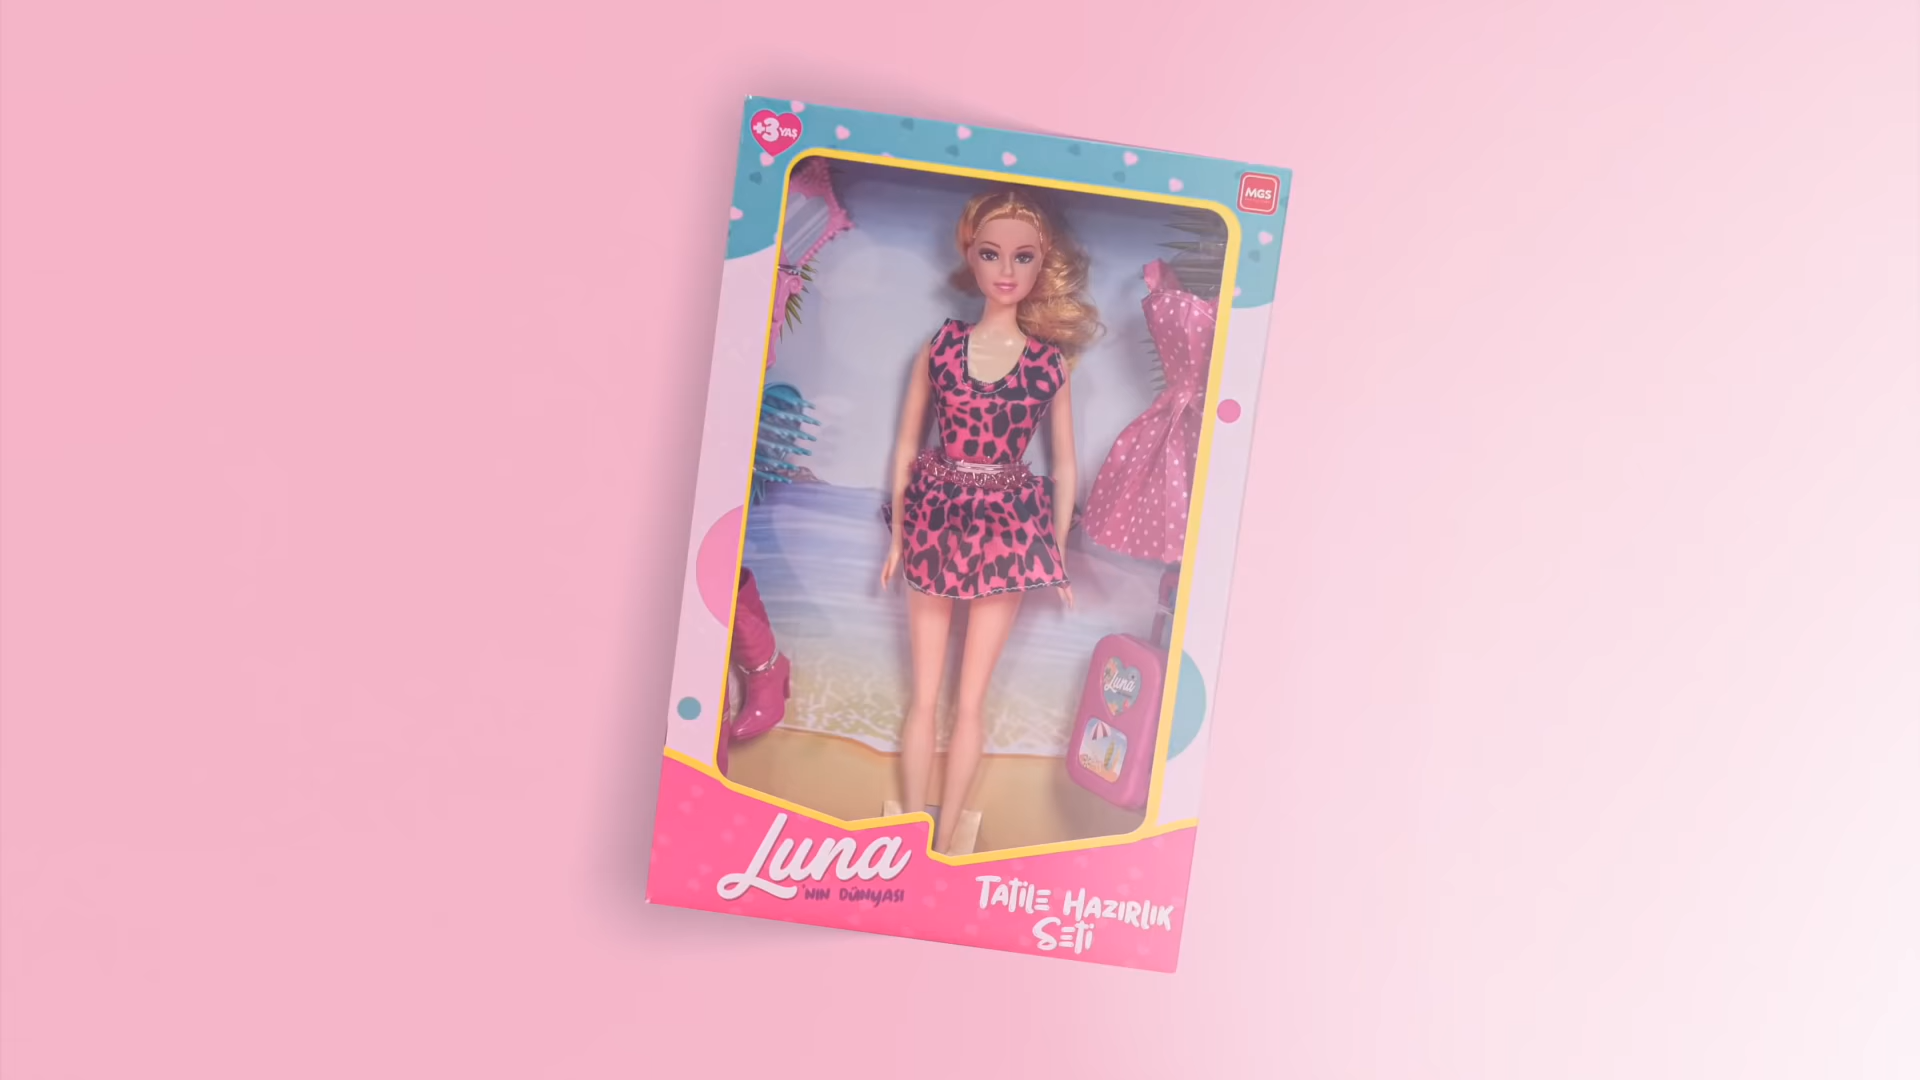 +3 YAŞ
MGS
Luna
Luna
'NIN DÜNYASI
TATİLE HAZIRLIK
SETİ